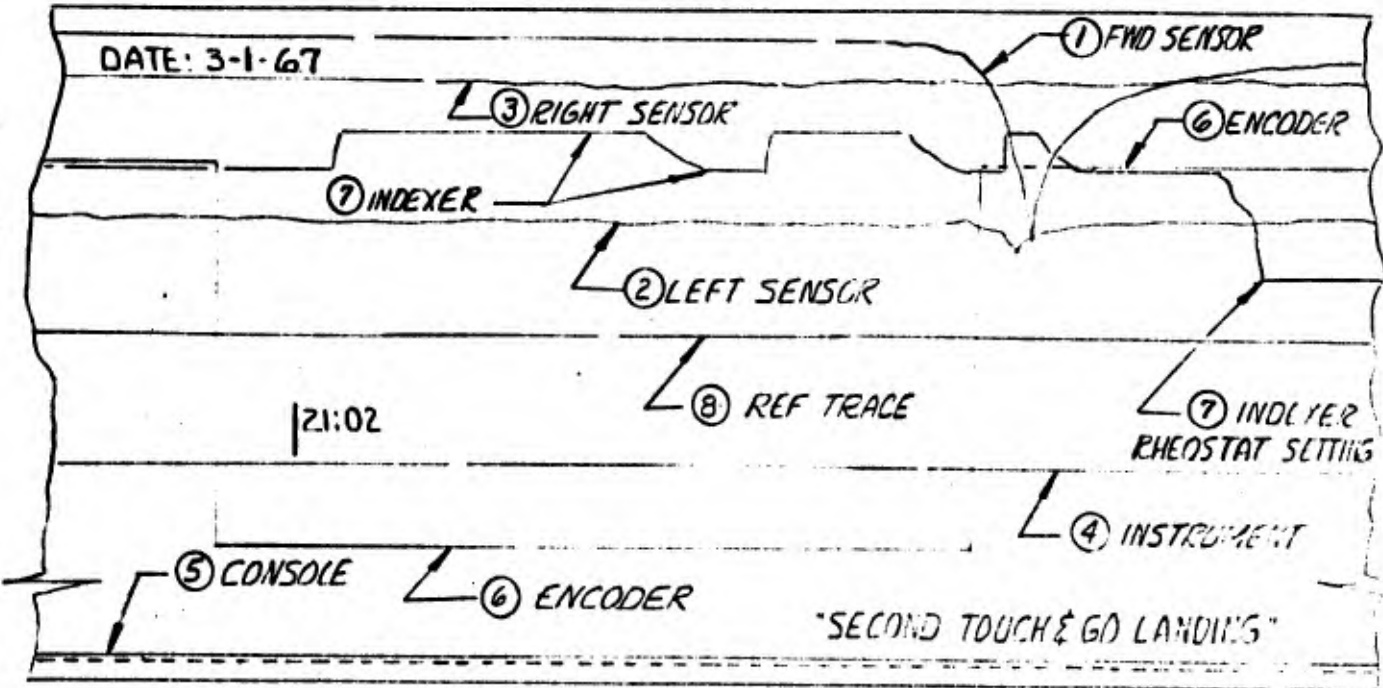 ① FWD SENSOR
DATE: 3-1-67
③ RIGHT SENSOR
⑥ ENCODER
⑦ INDEXER
② LEFT SENSOR
⑧ REF TRACE
⑦ INDEXER
RHEOSTAT SETTING
21:02
④ INSTRUMENT
⑤ CONSOLE
⑥ ENCODER
"SECOND TOUCH & GO LANDING"